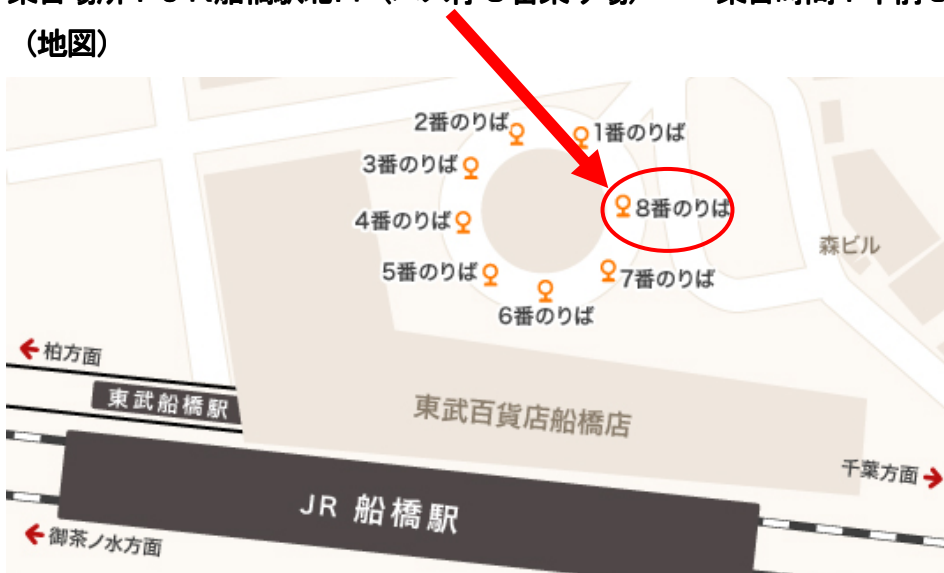 （地図）
2番のりば
1番のりば
3番のりば
8番のりば
4番のりば
森ビル
5番のりば
7番のりば
6番のりば
柏方面
東武船橋駅
東武百貨店船橋店
千葉方面
JR 船橋駅
御茶ノ水方面